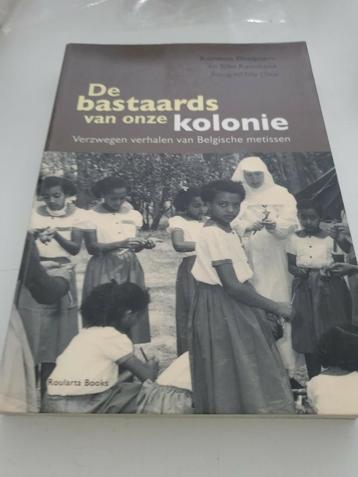 De
bastaards
van onze kolonie
Verzwegen verhalen van Belgische metissen
Roularta Books